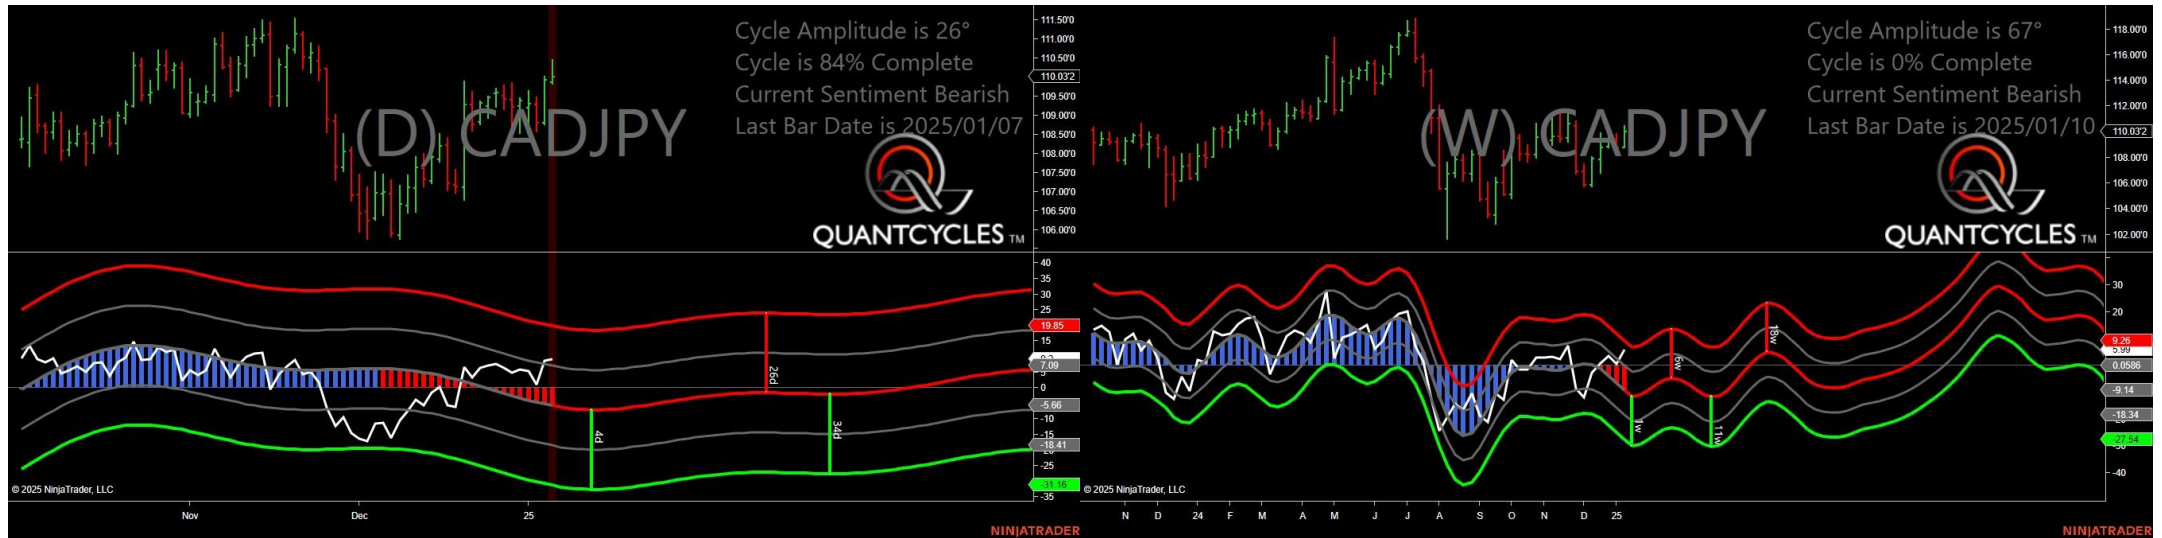 Cycle Amplitude is 26°
Cycle is 84% Complete
Current Sentiment Bearish
Last Bar Date is 2025/01/07
(D) CADJPY
QUANTCYCLES TM
111.50'0
111.00'0
110.50'0
110.03'2
109.50'0
109.00'0
108.50'0
108.00'0
107.50'0
107.00'0
106.50'0
106.00'0
40
35
30
25
19.85
15
7.09
5
0
-5.66
-10
-15
-18.41
-25
-31.16
-35
26d
4d
34d
© 2025 NinjaTrader, LLC
Nov
Dec
25
NINJATRADER
Cycle Amplitude is 67°
Cycle is 0% Complete
Current Sentiment Bearish
Last Bar Date is 2025/01/10
(W) CADJPY
QUANTCYCLES TM
118.00'0
116.00'0
114.00'0
112.00'0
110.03'2
108.00'0
106.00'0
104.00'0
102.00'0
30
20
9.26
5.99
0.0586
-9.14
-18.34
-27.54
-40
6w
18w
1w
11w
© 2025 NinjaTrader, LLC
N
D
24
F
M
A
M
J
J
A
S
O
N
D
25
NINJATRADER